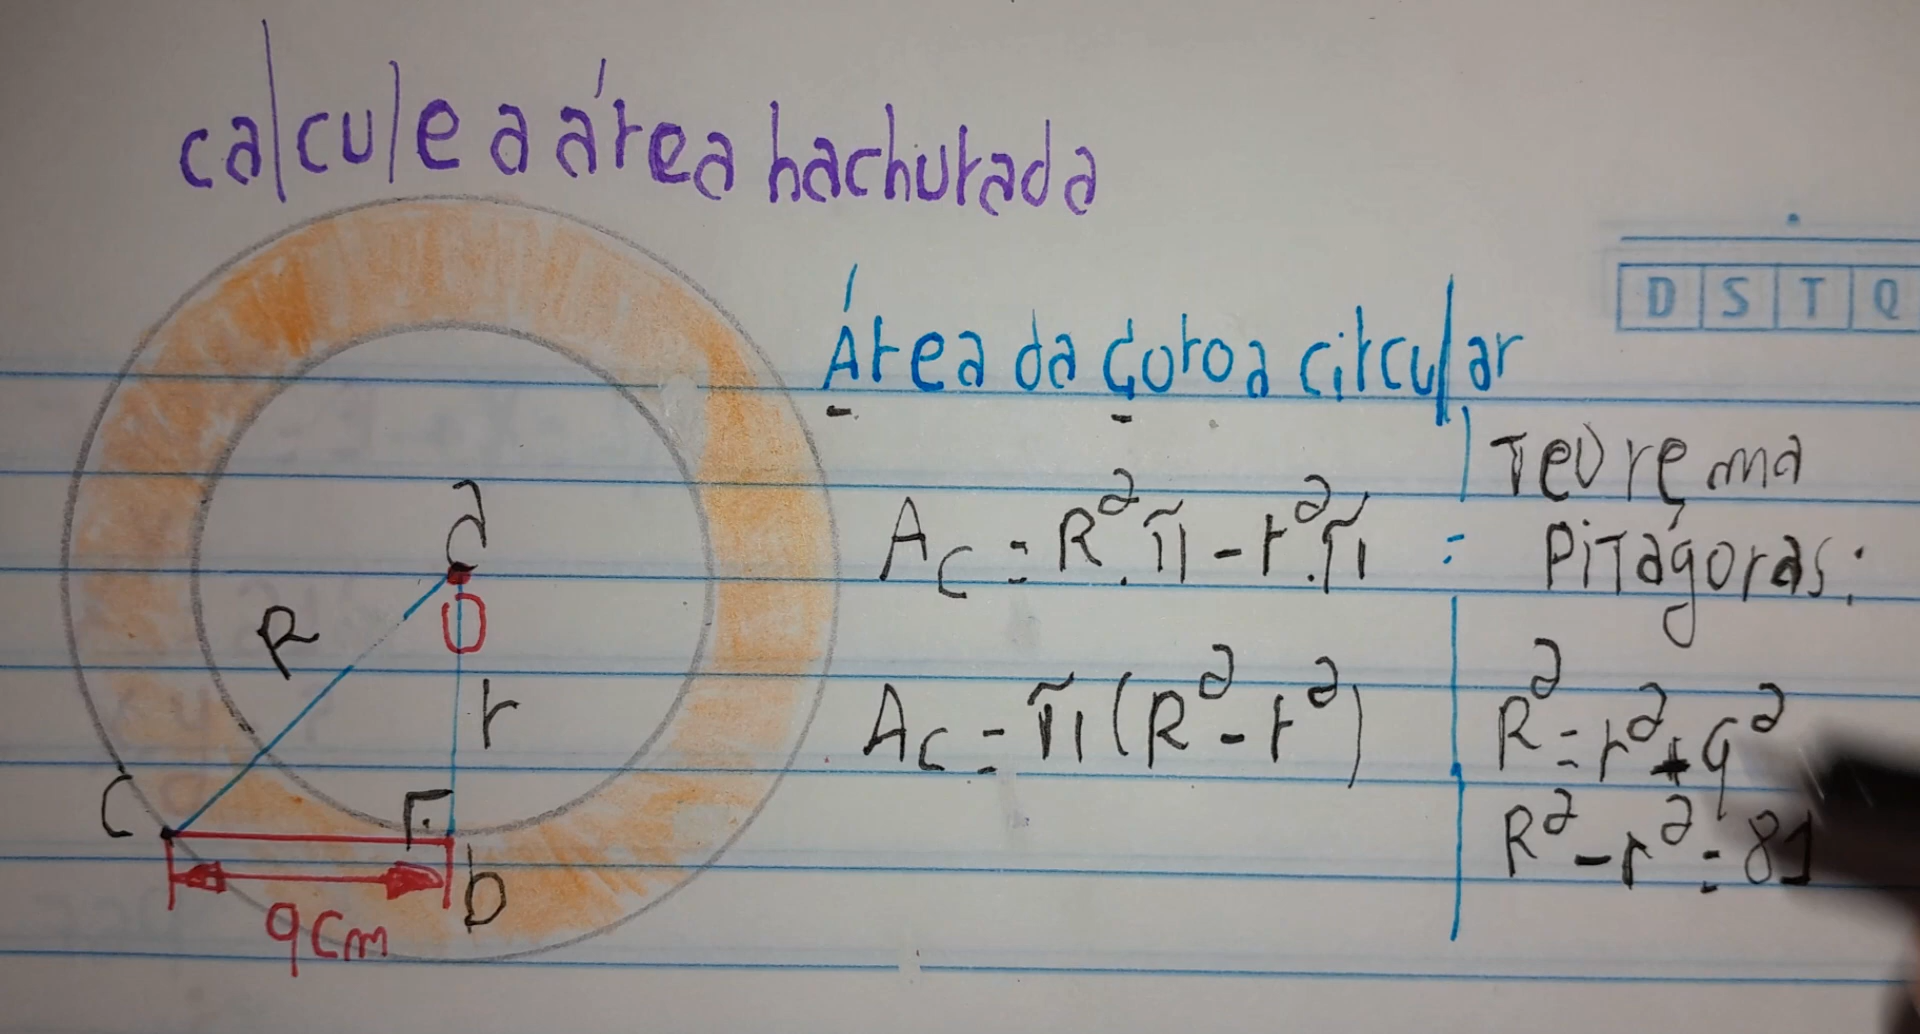 calcule a área hachurada
D S T Q
Área da Coroa circular
Teorema
Pitágoras:
Ac = R².π - r².π =
Ac = π(R² - r²)
R² = r² + 9²
R² - r² = 81
a
O
R
r
C
b
9cm